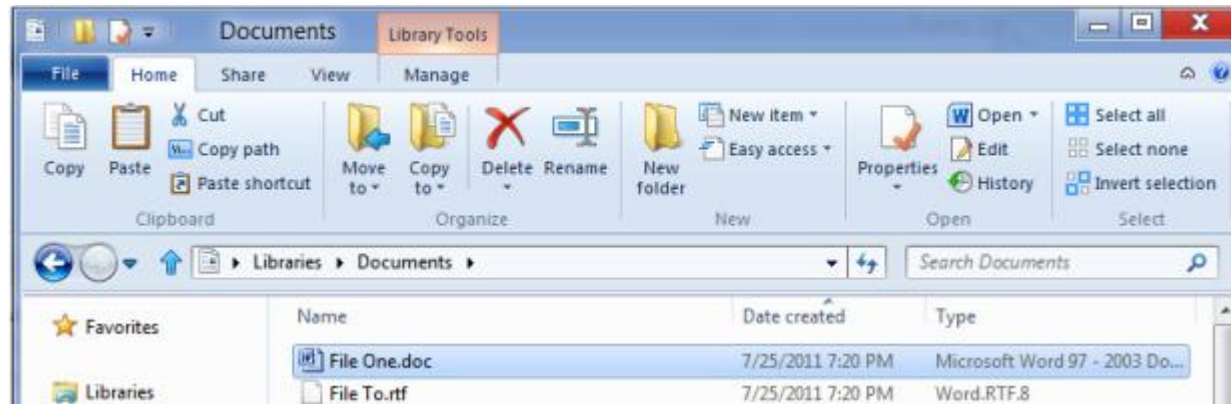 Documents Library Tools
File Home Share View Manage
Copy
Paste
Cut
Copy path
Paste shortcut
Clipboard
Move to
Copy to
Delete
Rename
Organize
New folder
New item
Easy access
New
Properties
Open
Edit
History
Open
Select all
Select none
Invert selection
Select
Libraries Documents
Search Documents
Favorites
Libraries
Name Date created Type
File One.doc 7/25/2011 7:20 PM Microsoft Word 97 - 2003 Do...
File To.rtf 7/25/2011 7:20 PM Word.RTF.8